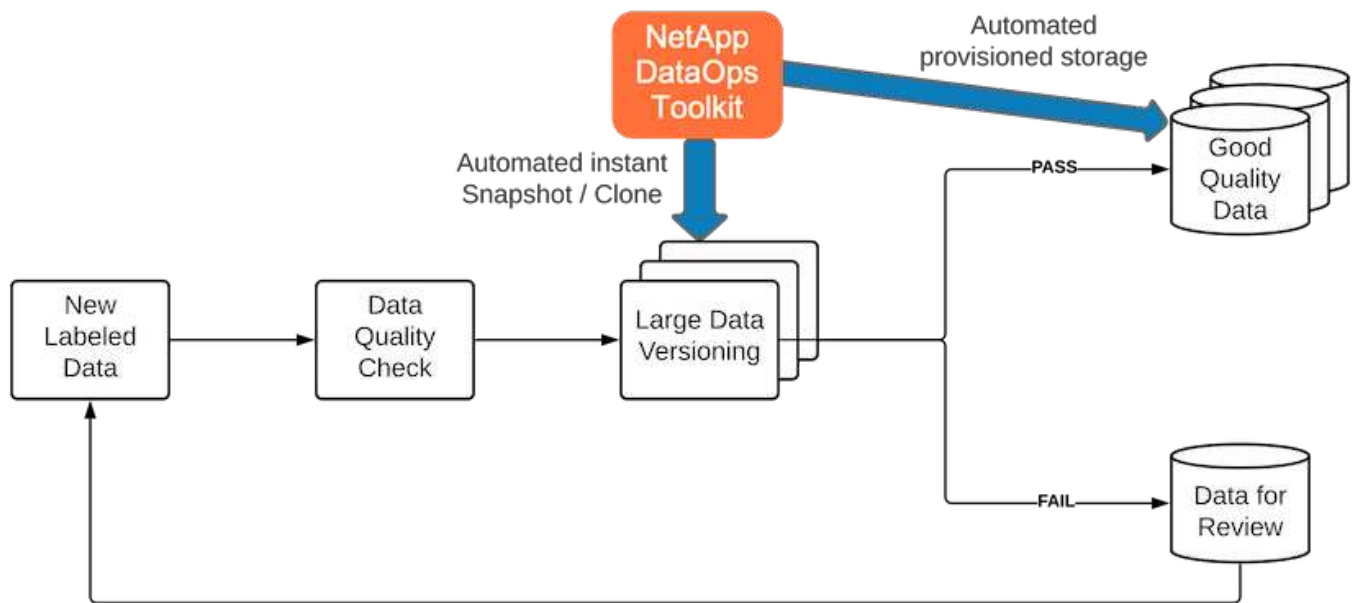 NetApp
DataOps
Toolkit
Automated
provisioned storage
Automated instant
Snapshot / Clone
PASS
Good
Quality
Data
New
Labeled
Data
Data
Quality
Check
Large Data
Versioning
FAIL
Data for
Review